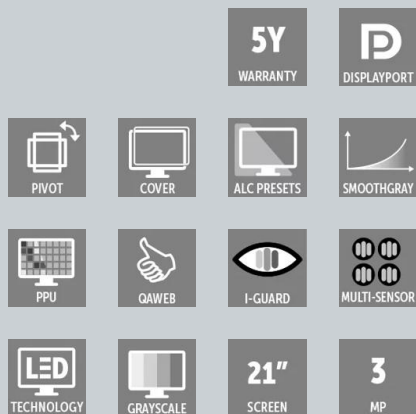 5Y
WARRANTY
DISPLAYPORT
PIVOT
COVER
ALC PRESETS
SMOOTHGRAY
PPU
QAWEB
I-GUARD
MULTI-SENSOR
LED
TECHNOLOGY
GRAYSCALE
21"
SCREEN
3
MP